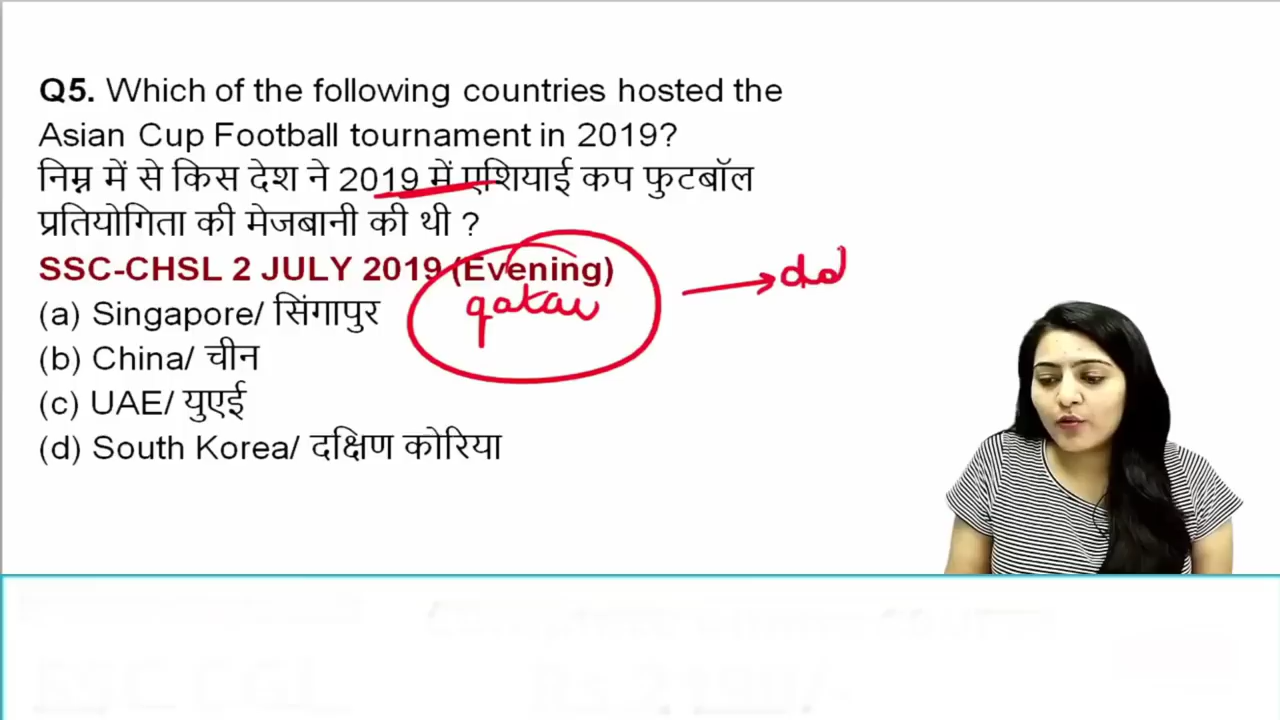 Q5. Which of the following countries hosted the
Asian Cup Football tournament in 2019?
निम्न में से किस देश ने 2019 में एशियाई कप फुटबॉल
प्रतियोगिता की मेजबानी की थी ?
SSC-CHSL 2 JULY 2019 (Evening)
qatar
(a) Singapore/ सिंगापुर
(b) China/ चीन
(c) UAE/ युएई
(d) South Korea/ दक्षिण कोरिया